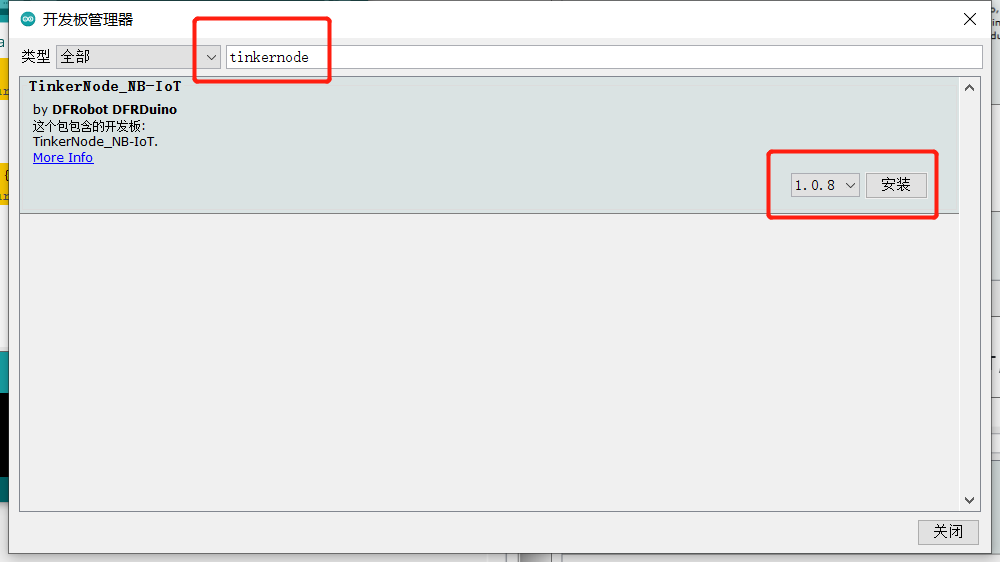 开发板管理器
类型 全部 tinkernode
TinkerNode_NB-IoT
by DFRobot DFRDuino
这个包包含的开发板：
TinkerNode_NB-IoT.
More Info
1.0.8 安装
关闭